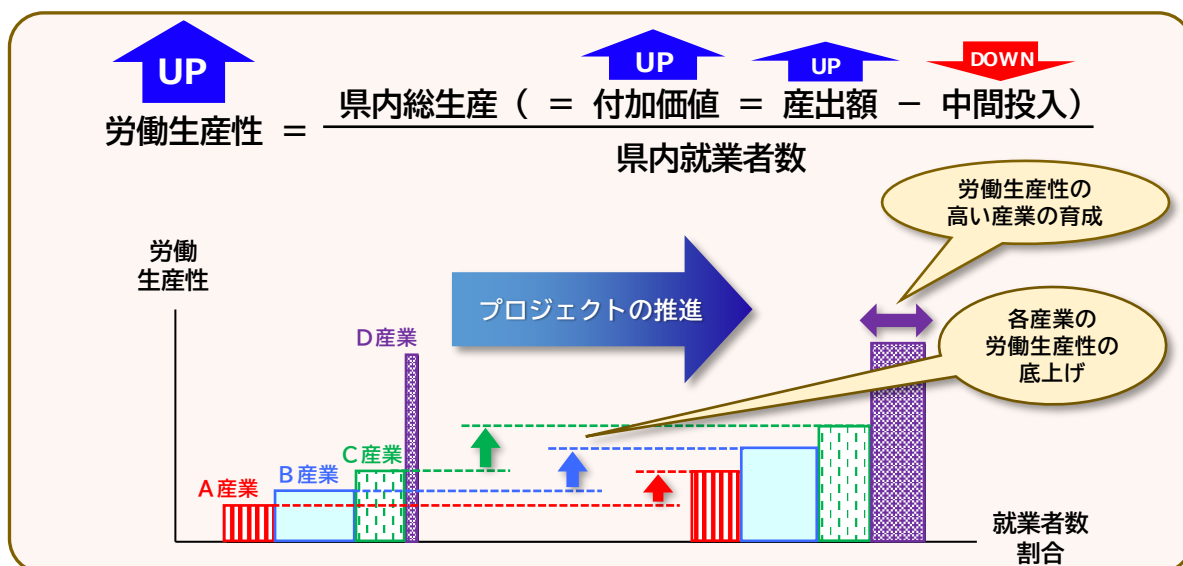 UP
UP
UP
DOWN
労働生産性 = 県内総生産 ( = 付加価値 = 産出額 − 中間投入)
県内就業者数
労働生産性の
高い産業の育成
労働
生産性
プロジェクトの推進
各産業の
労働生産性の
底上げ
D産業
C産業
B産業
A産業
就業者数
割合